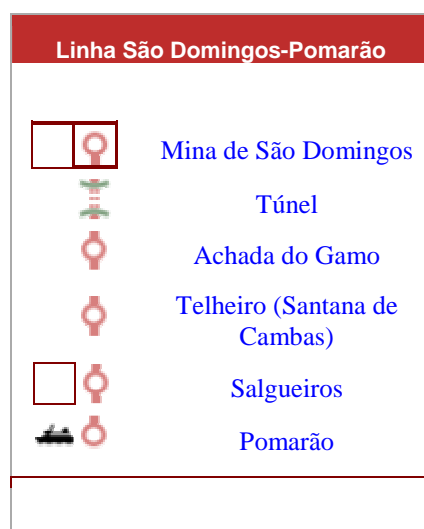 Linha São Domingos-Pomarão
Mina de São Domingos
Túnel
Achada do Gamo
Telheiro (Santana de
Cambas)
Salgueiros
Pomarão